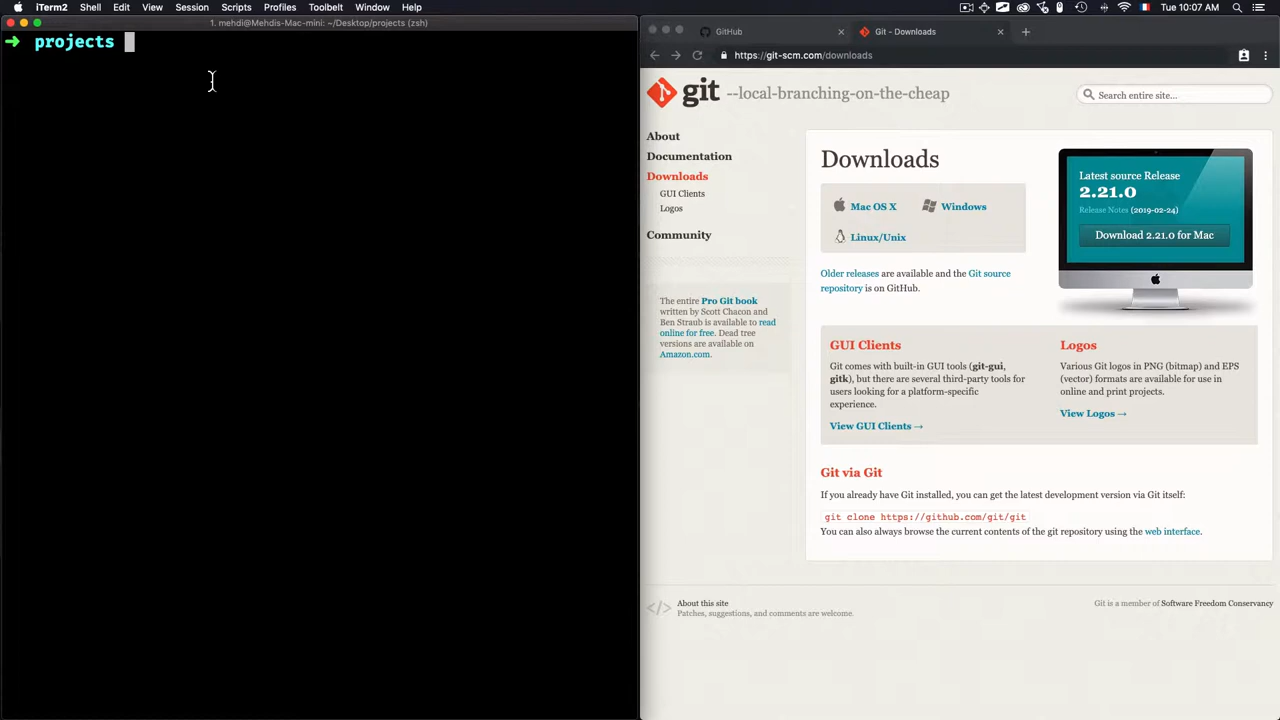 iTerm2 Shell Edit View Session Scripts Profiles Toolbelt Window Help
Tue 11:07 AM
1. mehdi@Mehdis-Mac-mini: ~/Desktop/projects (zsh)
➜ projects
GitHub
Git - Downloads
https://git-scm.com/downloads
git --local-branching-on-the-cheap
Search entire site...
About
Documentation
Downloads
GUI Clients
Logos
Community
The entire Pro Git book
written by Scott Chacon and
Ben Straub is available to read
online for free. Dead tree
versions are available on
Amazon.com.
Downloads
Mac OS X
Windows
Linux/Unix
Older releases are available and the Git source
repository is on GitHub.
Latest source Release
2.21.0
Release Notes (2019-02-24)
Download 2.21.0 for Mac
GUI Clients
Git comes with built-in GUI tools (git-gui,
gitk), but there are several third-party tools for
users looking for a platform-specific
experience.
View GUI Clients →
Logos
Various Git logos in PNG (bitmap) and EPS
(vector) formats are available for use in
online and print projects.
View Logos →
Git via Git
If you already have Git installed, you can get the latest development version via Git itself:
git clone https://github.com/git/git
You can also always browse the current contents of the git repository using the web interface.
</> About this site
Patches, suggestions, and comments are welcome.
Git is a member of Software Freedom Conservancy